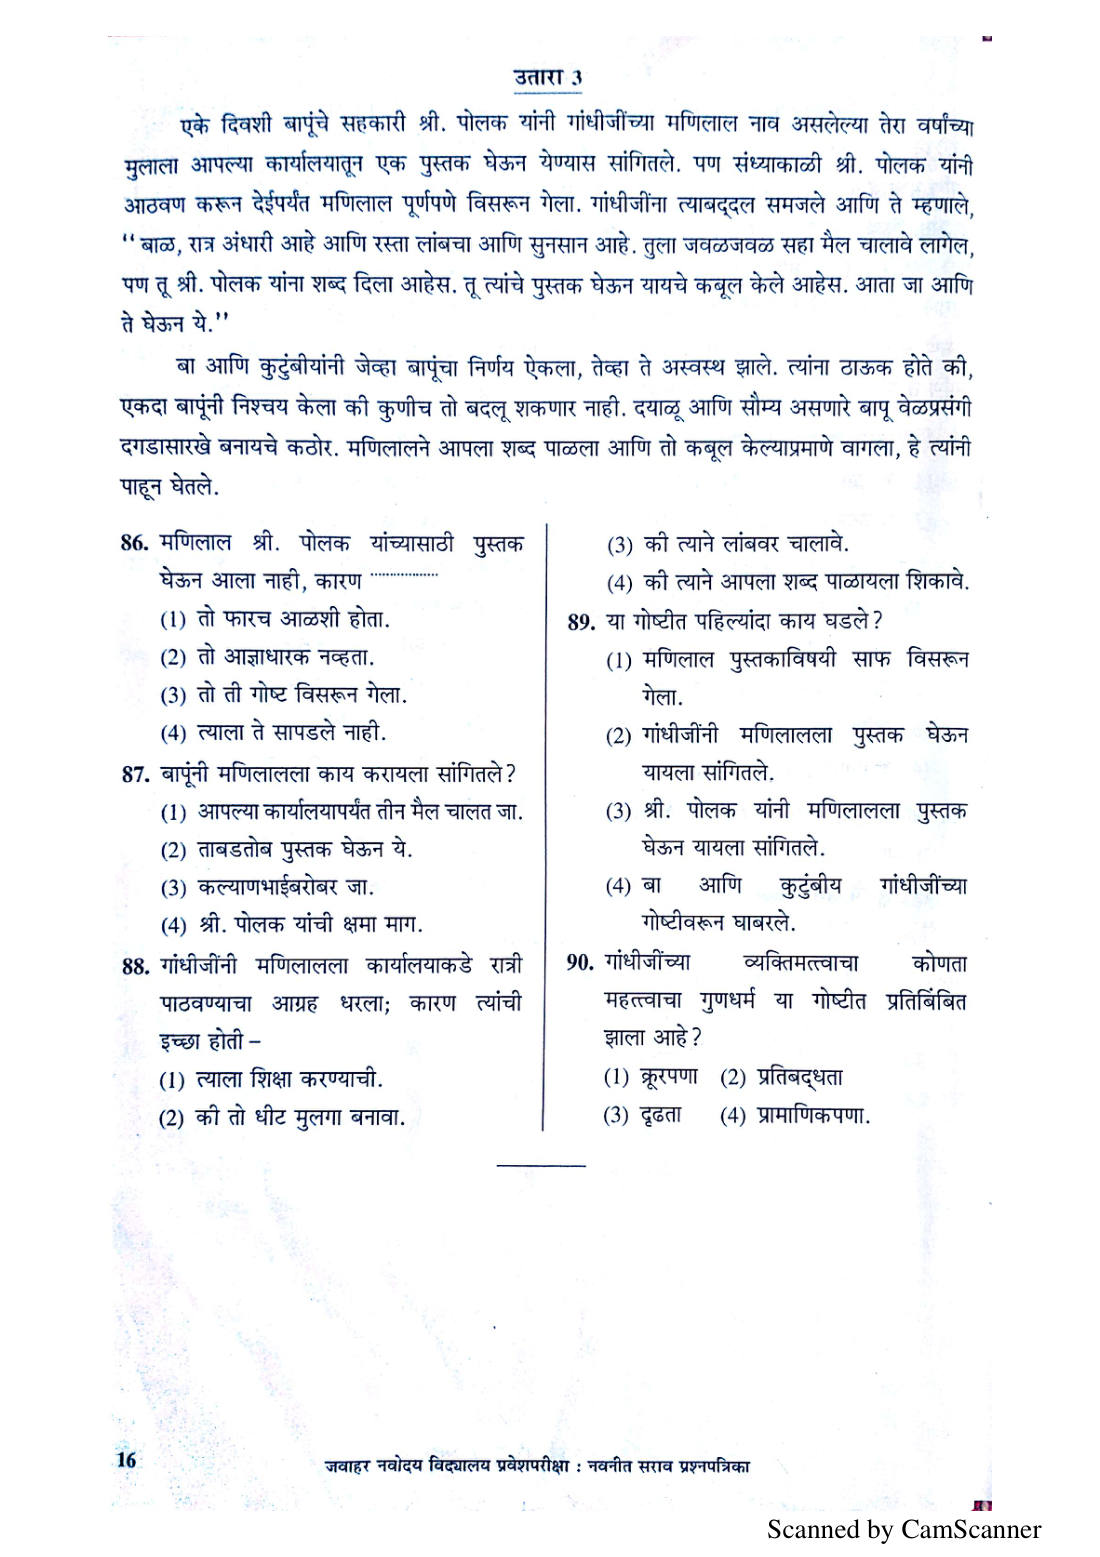 उतारा 3
एके दिवशी बापूंचे सहकारी श्री. पोलक यांनी गांधीजींच्या मणिलाल नाव असलेल्या तेरा वर्षांच्या
मुलाला आपल्या कार्यालयातून एक पुस्तक घेऊन येण्यास सांगितले. पण संध्याकाळी श्री. पोलक यांनी
आठवण करून देईपर्यंत मणिलाल पूर्णपणे विसरून गेला. गांधीजींना त्याबद्दल समजले आणि ते म्हणाले,
“बाळ, रात्र अंधारी आहे आणि रस्ता लांबचा आणि सुनसान आहे. तुला जवळजवळ सहा मैल चालावे लागेल,
पण तू श्री. पोलक यांना शब्द दिला आहेस. तू त्यांचे पुस्तक घेऊन यायचे कबूल केले आहेस. आता जा आणि
ते घेऊन ये.”
बा आणि कुटुंबीयांनी जेव्हा बापूंचा निर्णय ऐकला, तेव्हा ते अस्वस्थ झाले. त्यांना ठाऊक होते की,
एकदा बापूंनी निश्चय केला की कुणीच तो बदलू शकणार नाही. दयाळू आणि सौम्य असणारे बापू वेळप्रसंगी
दगडासारखे बनायचे कठोर. मणिलालने आपला शब्द पाळला आणि तो कबूल केल्याप्रमाणे वागला, हे त्यांनी
पाहून घेतले.
86. मणिलाल श्री. पोलक यांच्यासाठी पुस्तक
घेऊन आला नाही, कारण ..................
(1) तो फारच आळशी होता.
(2) तो आज्ञाधारक नव्हता.
(3) तो ती गोष्ट विसरून गेला.
(4) त्याला ते सापडले नाही.
87. बापूंनी मणिलालला काय करायला सांगितले?
(1) आपल्या कार्यालयापर्यंत तीन मैल चालत जा.
(2) ताबडतोब पुस्तक घेऊन ये.
(3) कल्याणभाईबरोबर जा.
(4) श्री. पोलक यांची क्षमा माग.
88. गांधीजींनी मणिलालला कार्यालयाकडे रात्री
पाठवण्याचा आग्रह धरला; कारण त्यांची
इच्छा होती –
(1) त्याला शिक्षा करण्याची.
(2) की तो धीट मुलगा बनावा.
(3) की त्याने लांबवर चालावे.
(4) की त्याने आपला शब्द पाळायला शिकावे.
89. या गोष्टीत पहिल्यांदा काय घडले?
(1) मणिलाल पुस्तकाविषयी साफ विसरून
गेला.
(2) गांधीजींनी मणिलालला पुस्तक घेऊन
यायला सांगितले.
(3) श्री. पोलक यांनी मणिलालला पुस्तक
घेऊन यायला सांगितले.
(4) बा आणि कुटुंबीय गांधीजींच्या
गोष्टीवरून घाबरले.
90. गांधीजींच्या व्यक्तिमत्त्वाचा कोणता
महत्त्वाचा गुणधर्म या गोष्टीत प्रतिबिंबित
झाला आहे?
(1) क्रूरपणा (2) प्रतिबद्धता
(3) दृढता (4) प्रामाणिकपणा.
16
जवाहर नवोदय विद्यालय प्रवेशपरीक्षा : नवनीत सराव प्रश्नपत्रिका
Scanned by CamScanner